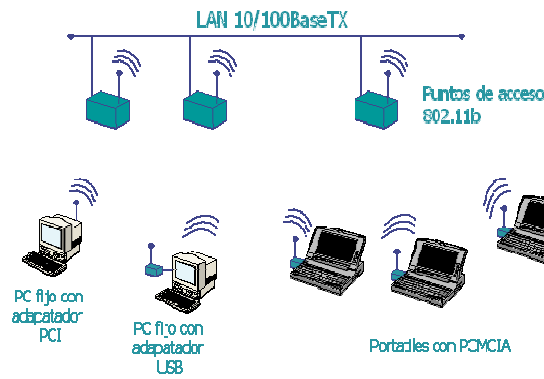 LAN 10/100BaseTX
Puntos de acceso
802.11b
PC fijo con
adapatador
PCI
PC fijo con
adapatador
USB
Portatiles con PCMCIA